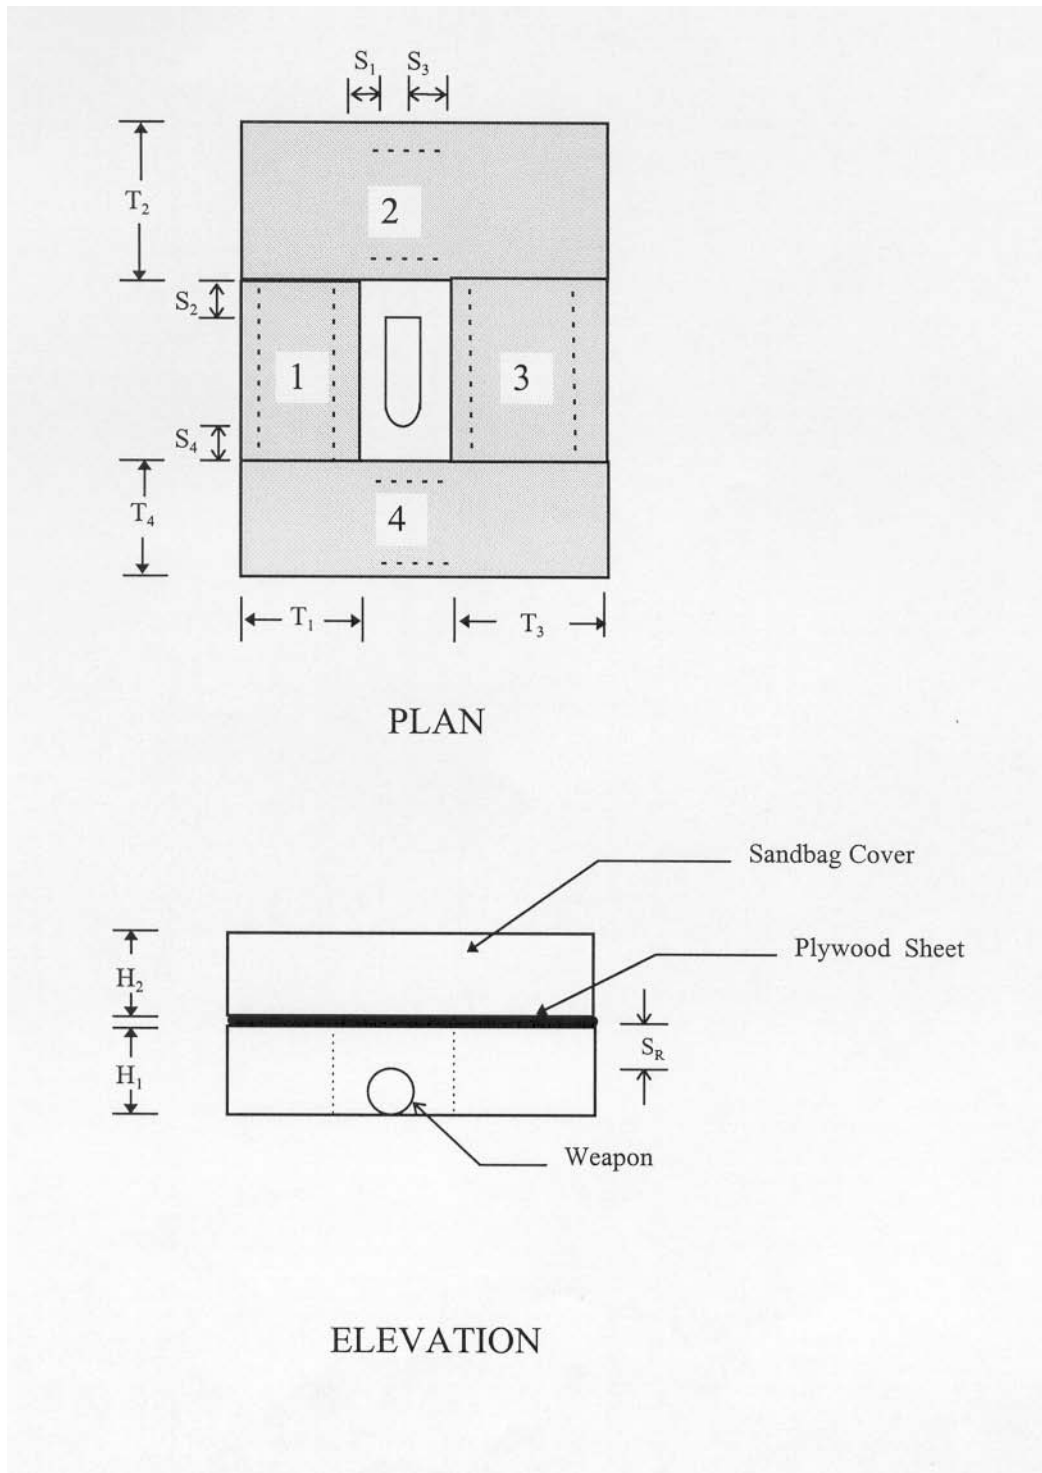 S₁ S₃
T₂
2
S₂
1 3
S₄
T₄
4
T₁ T₃
PLAN
Sandbag Cover
Plywood Sheet
H₂
S_R
H₁
Weapon
ELEVATION